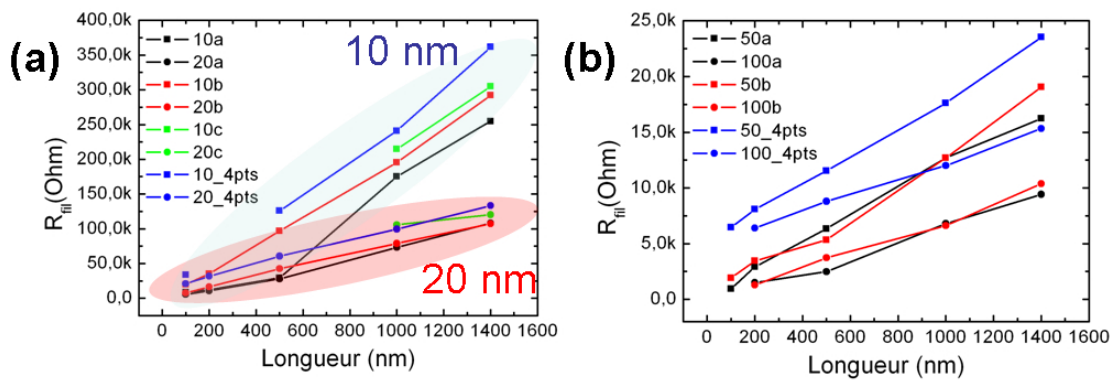 (a)
400,0k
350,0k
300,0k
250,0k
200,0k
150,0k
100,0k
50,0k
0,0
R_fil(Ohm)
10a
20a
10b
20b
10c
20c
10_4pts
20_4pts
10 nm
20 nm
0 200 400 600 800 1000 1200 1400 1600
Longueur (nm)
(b)
25,0k
20,0k
15,0k
10,0k
5,0k
0,0
R_fil(Ohm)
50a
100a
50b
100b
50_4pts
100_4pts
0 200 400 600 800 1000 1200 1400 1600
Longueur (nm)